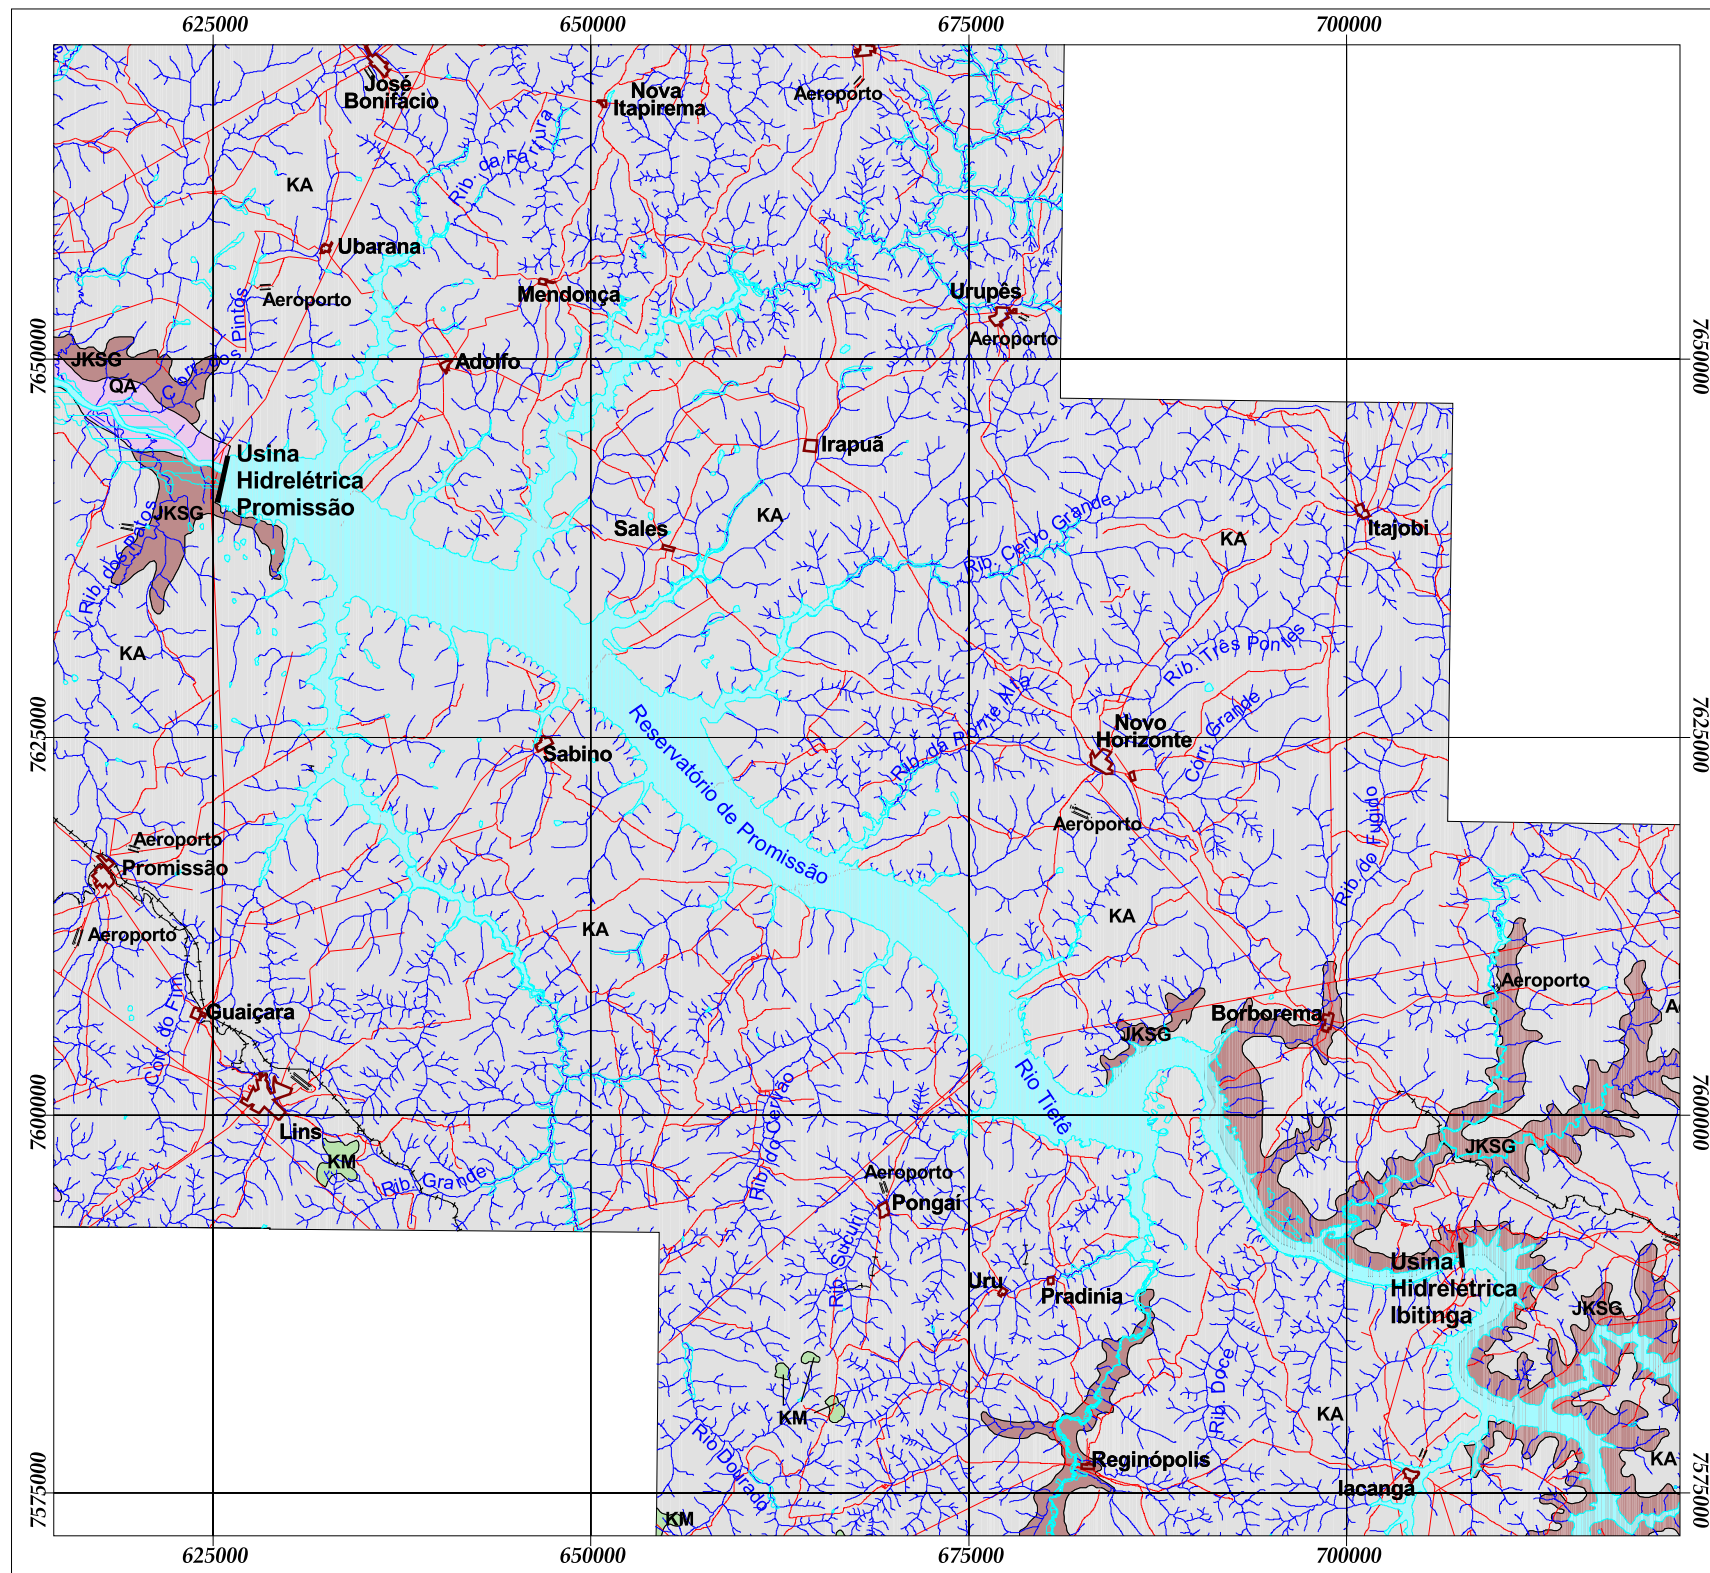 625000
650000
675000
700000
José
Bonifácio
Nova
Itapirema
Aeroporto
Rib. da Fartura
KA
Ubarana
Aeroporto
Mendonça
Urupês
Aeroporto
Corr. dos Pintos
7650000
7650000
JKSG
QA
Adolfo
Irapuã
Usina
Hidrelétrica
Promissão
JKSG
Rib. dos Patos
Sales
KA
Rib. Cervo Grande
KA
Itajobi
KA
Rib. Três Pontes
Rib. da Ponte Alta
Corr. Grande
Novo
Horizonte
7625000
7625000
Sabino
Reservatório de Promissão
Aeroporto
Rib. do Fugido
Aeroporto
Promissão
Aeroporto
KA
KA
Corr. do Fim
Guaiçara
Aeroporto
A
Borborema
JKSG
Rio Tietê
7600000
7600000
Lins
KM
Rib. Grande
Rib. do Cervão
Aeroporto
Pongaí
JKSG
Rib. Sucuri
Uru
Pradinia
Usina
Hidrelétrica
Ibitinga
JKSG
Rib. Doce
KM
KA
Rib. Dourado
Reginópolis
KA
Iacanga
7575000
7575000
KM
625000
650000
675000
700000